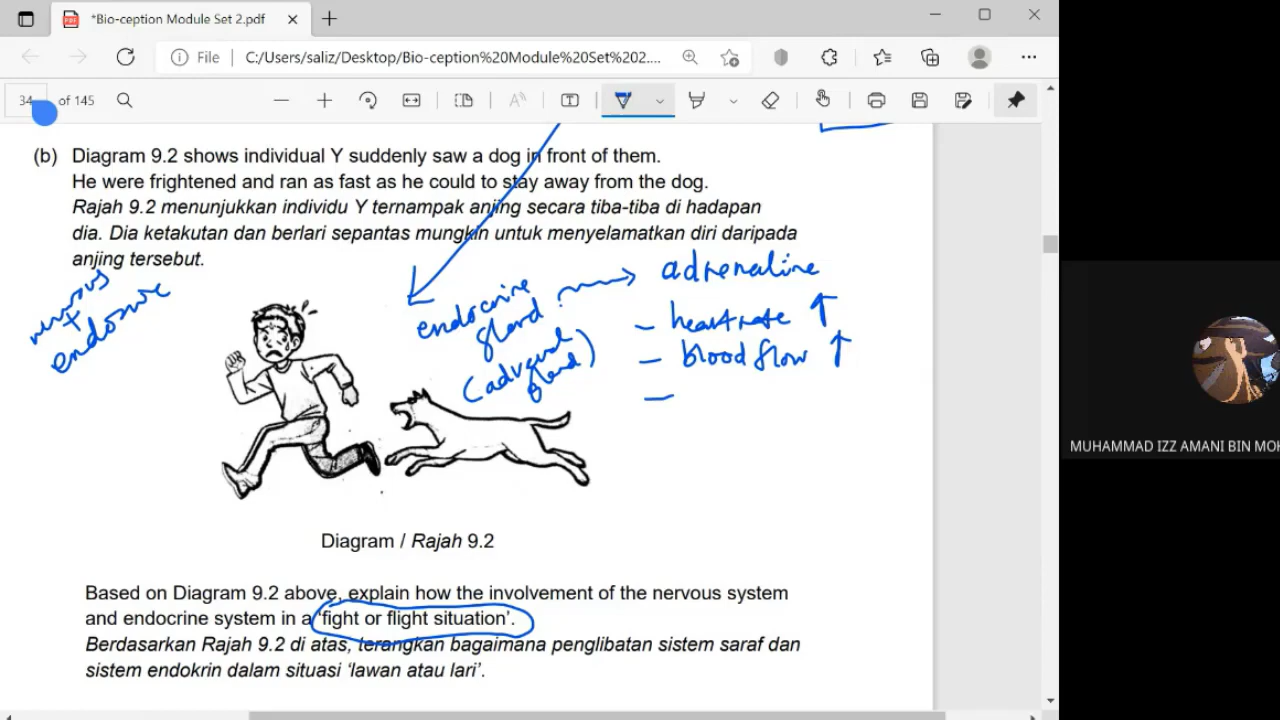 *Bio-ception Module Set 2.pdf
File C:/Users/saliz/Desktop/Bio-ception%20Module%20Set%202....
34 of 145
(b) Diagram 9.2 shows individual Y suddenly saw a dog in front of them.
He were frightened and ran as fast as he could to stay away from the dog.
Rajah 9.2 menunjukkan individu Y ternampak anjing secara tiba-tiba di hadapan
dia. Dia ketakutan dan berlari sepantas mungkin untuk menyelamatkan diri daripada
anjing tersebut.
nervous
+
endocrine
endocrine
gland
(adrenal
gland)
adrenaline
- heart rate ↑
- blood flow ↑
-
Diagram / Rajah 9.2
Based on Diagram 9.2 above, explain how the involvement of the nervous system
and endocrine system in a 'fight or flight situation'.
Berdasarkan Rajah 9.2 di atas, terangkan bagaimana penglibatan sistem saraf dan
sistem endokrin dalam situasi 'lawan atau lari'.
MUHAMMAD IZZ AMANI BIN MOH